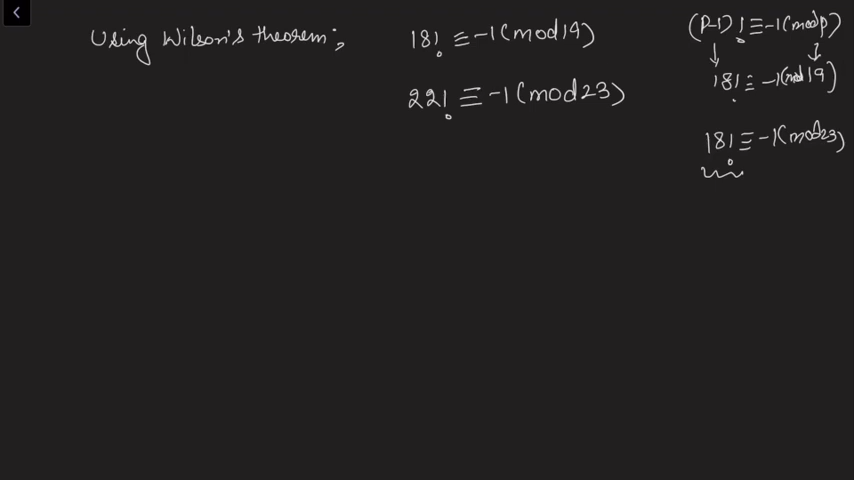 Using Wilson's theorem:, 18! ≡ -1 (mod 19)
22! ≡ -1 (mod 23)
(P-1)! ≡ -1 (mod p)
↓ ↓
18! ≡ -1 (mod 19)
18! ≡ -1 (mod 23)